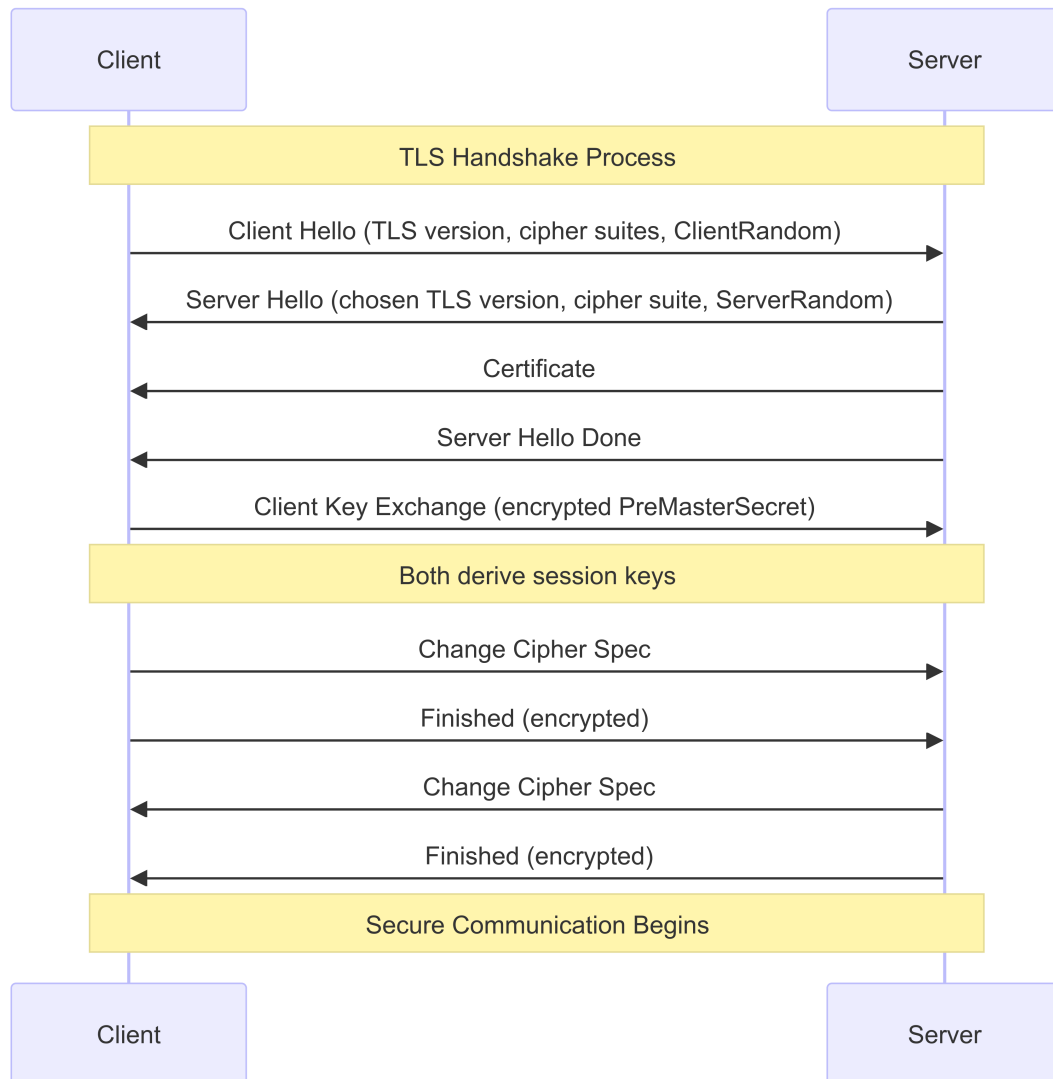 Client
Server
TLS Handshake Process
Client Hello (TLS version, cipher suites, ClientRandom)
Server Hello (chosen TLS version, cipher suite, ServerRandom)
Certificate
Server Hello Done
Client Key Exchange (encrypted PreMasterSecret)
Both derive session keys
Change Cipher Spec
Finished (encrypted)
Change Cipher Spec
Finished (encrypted)
Secure Communication Begins
Client
Server